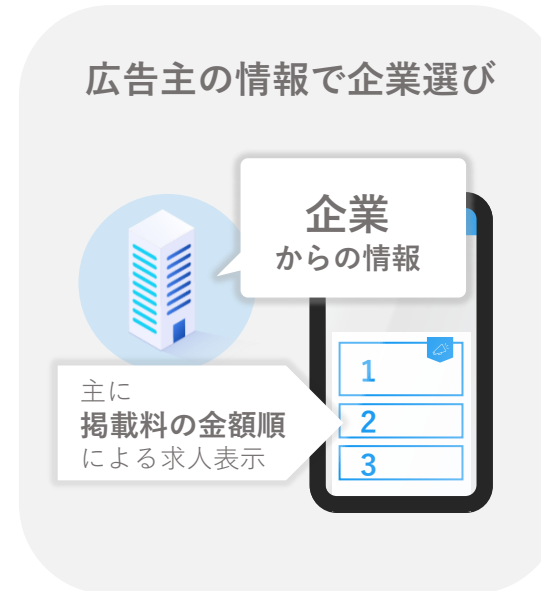 広告主の情報で企業選び
企業
からの情報
主に
掲載料の金額順
による求人表示
1
2
3